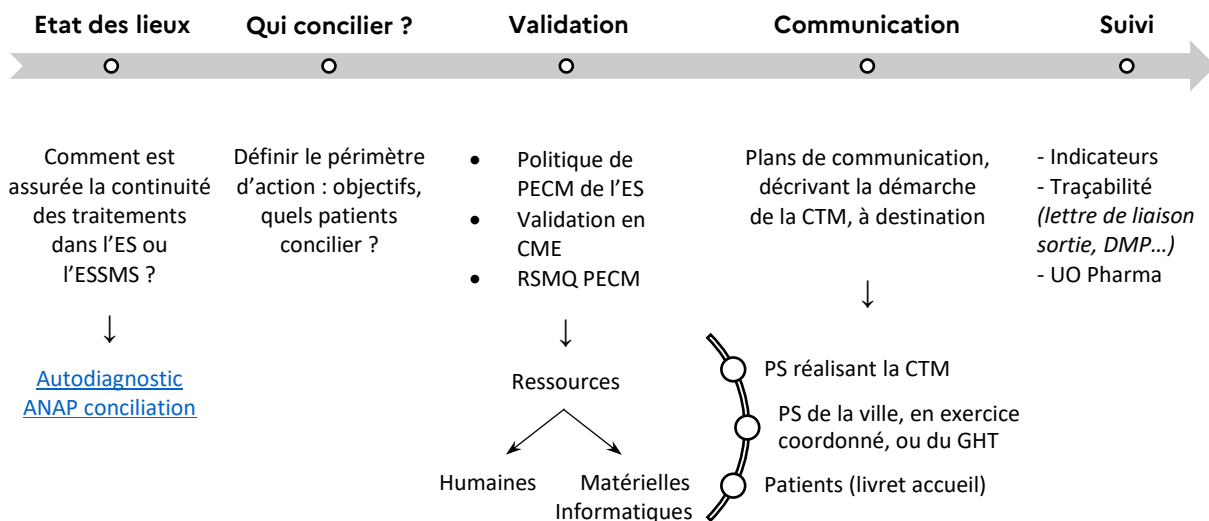 Etat des lieux
Qui concilier ?
Validation
Communication
Suivi
Comment est
assurée la continuité
des traitements
dans l’ES ou
l’ESSMS ?
↓
Autodiagnostic
ANAP conciliation
Définir le périmètre
d’action : objectifs,
quels patients
concilier ?
• Politique de
PECM de l’ES
• Validation en
CME
• RSMQ PECM
↓
Ressources
Humaines
Matérielles
Informatiques
Plans de communication,
décrivant la démarche
de la CTM, à destination
↓
PS réalisant la CTM
PS de la ville, en exercice
coordonné, ou du GHT
Patients (livret accueil)
- Indicateurs
- Traçabilité
(lettre de liaison
sortie, DMP…)
- UO Pharma